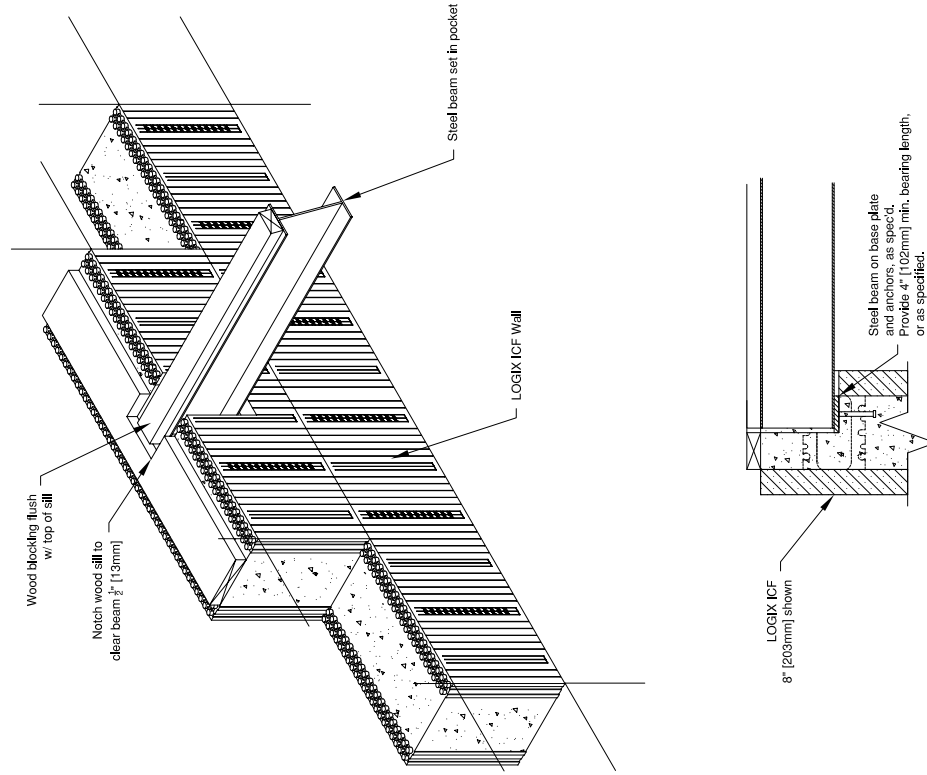 Wood blocking flush
w/ top of sill
Notch wood sill to
clear beam ½" [13mm]
Steel beam set in pocket
LOGIX ICF Wall
LOGIX ICF
8" [203mm] shown
Steel beam on base plate
and anchors, as spec'd.
Provide 4" [102mm] min. bearing length,
or as specified.